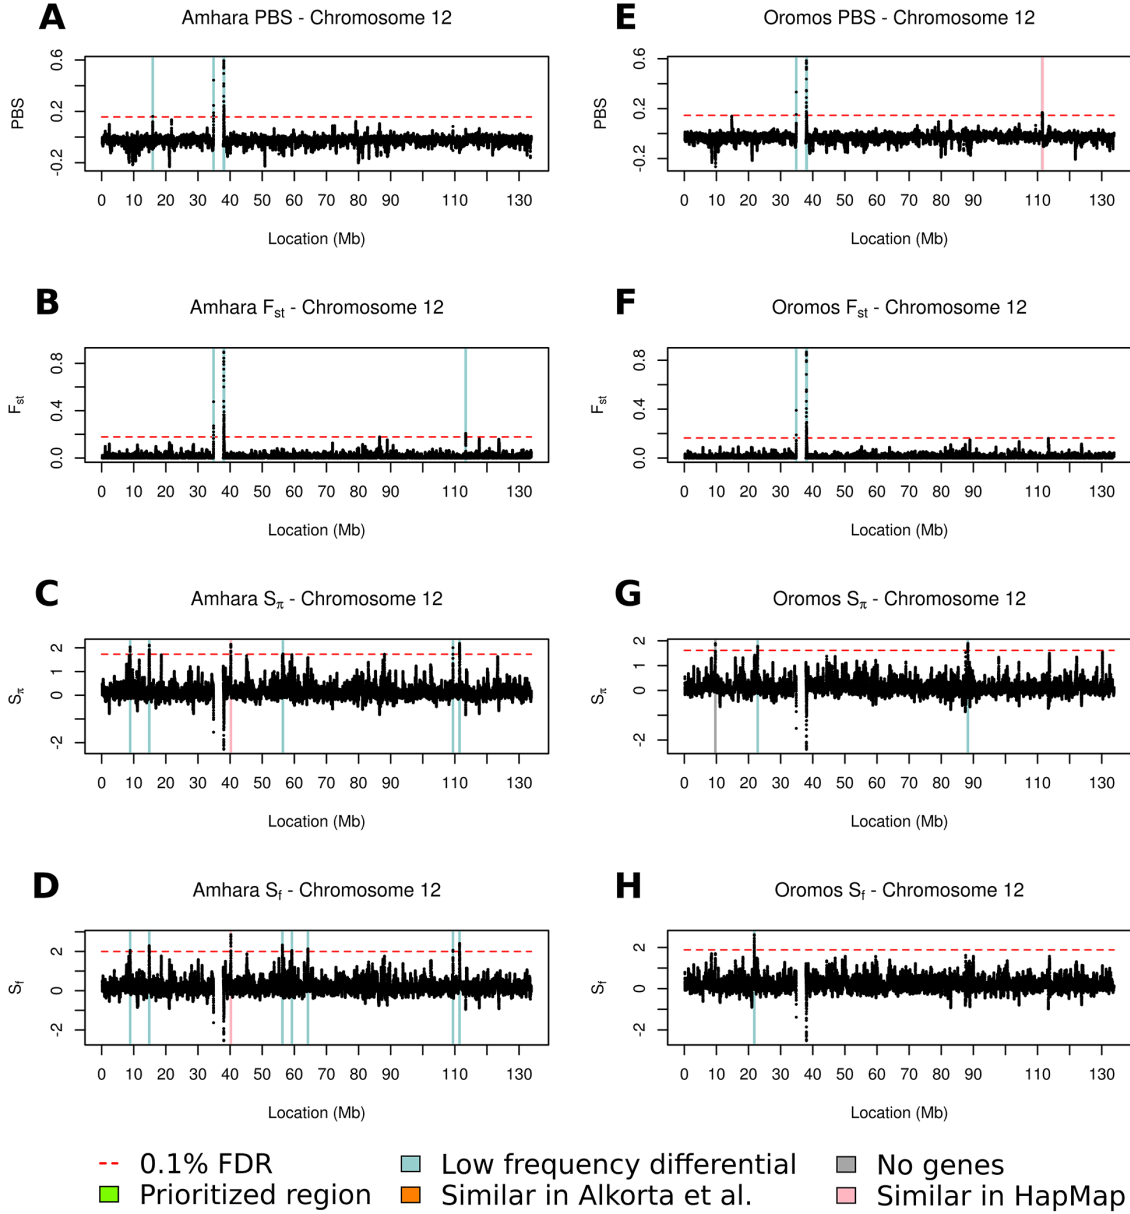 A
Amhara PBS - Chromosome 12
PBS
0.6
0.2
-0.2
0 10 20 30 40 50 60 70 80 90 110 130
Location (Mb)
E
Oromos PBS - Chromosome 12
PBS
0.6
0.2
-0.2
0 10 20 30 40 50 60 70 80 90 110 130
Location (Mb)
B
Amhara Fst - Chromosome 12
Fst
0.8
0.4
0.0
0 10 20 30 40 50 60 70 80 90 110 130
Location (Mb)
F
Oromos Fst - Chromosome 12
Fst
0.8
0.4
0.0
0 10 20 30 40 50 60 70 80 90 110 130
Location (Mb)
C
Amhara Sπ - Chromosome 12
Sπ
2
1
0
-2
0 10 20 30 40 50 60 70 80 90 110 130
Location (Mb)
G
Oromos Sπ - Chromosome 12
Sπ
2
1
0
-2
0 10 20 30 40 50 60 70 80 90 110 130
Location (Mb)
D
Amhara Sf - Chromosome 12
Sf
2
0
-2
0 10 20 30 40 50 60 70 80 90 110 130
Location (Mb)
H
Oromos Sf - Chromosome 12
Sf
2
0
-2
0 10 20 30 40 50 60 70 80 90 110 130
Location (Mb)
0.1% FDR
Low frequency differential
No genes
Prioritized region
Similar in Alkorta et al.
Similar in HapMap